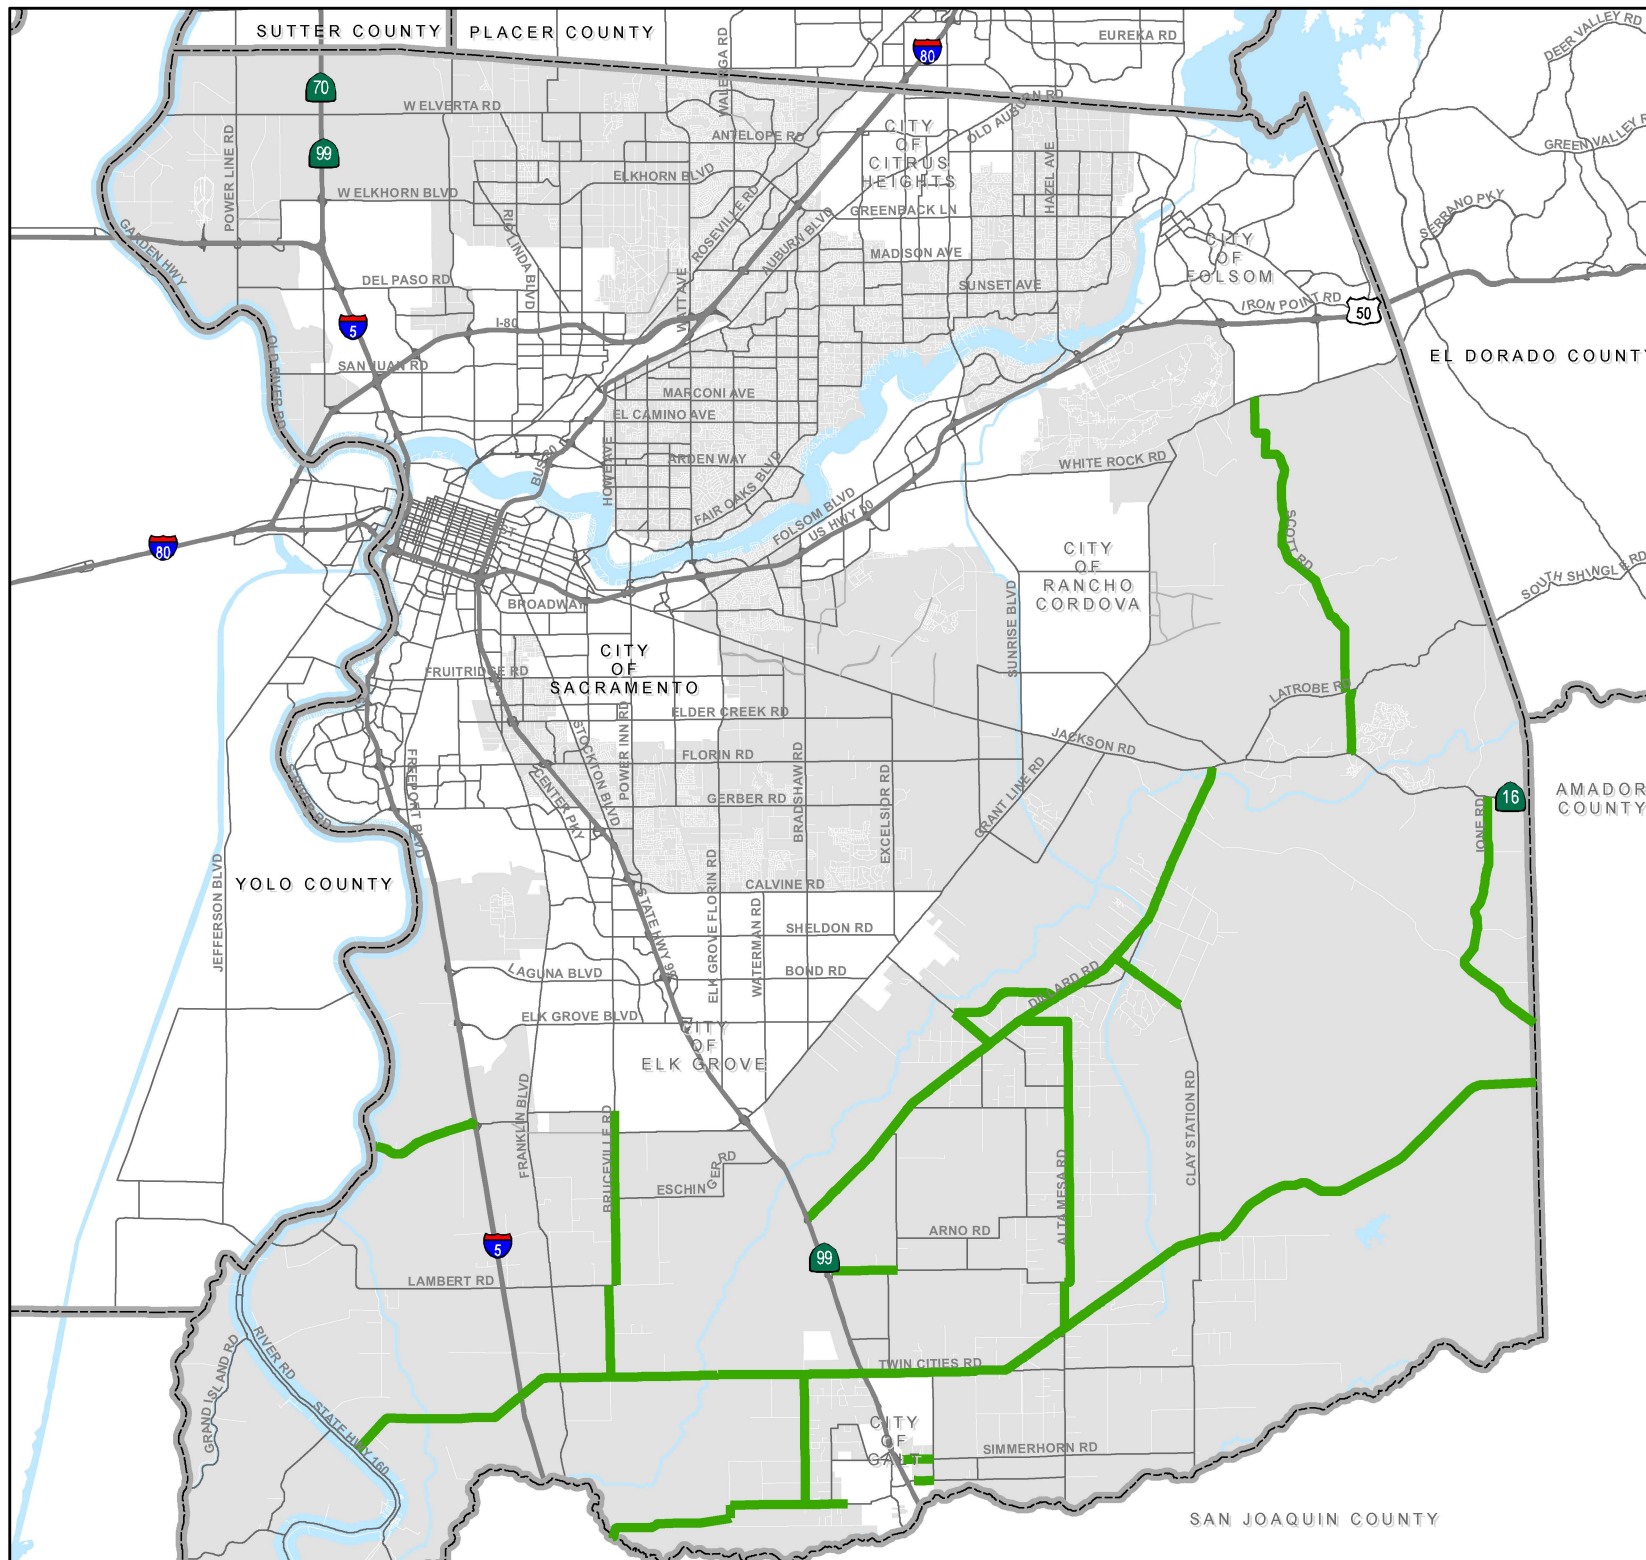 SUTTER COUNTY
PLACER COUNTY
EUREKA RD
DEER VALLEY RD
80
70
WALERGA RD
W ELVERTA RD
OLD AUBURN RD
POWER LINE RD
ANTELOPE RD
CITY
OF
CITRUS
HEIGHTS
GREEN VALLEY R
99
HAZEL AVE
ELKHORN BLVD
W ELKHORN BLVD
ROSEVILLE RD
GREENBACK LN
SERRANO PKY
RIO LINDA BLVD
AUBURN BLVD
GARDEN HWY
CITY
OF
FOLSOM
MADISON AVE
DEL PASO RD
WATT AVE
SUNSET AVE
IRON POINT RD
50
I-80
5
OLD RIVER RD
SAN JUAN RD
EL DORADO COUNTY
MARCONI AVE
EL CAMINO AVE
ARDEN WAY
BUS 80
HOWE AVE
FAIR OAKS BLVD
WHITE ROCK RD
FOLSOM BLVD
US HWY 50
SCOTT RD
80
CITY
OF
RANCHO
CORDOVA
SOUTH SHINGLE RD
BROADWAY
SUNRISE BLVD
CITY
OF
SACRAMENTO
FRUITRIDGE RD
LATROBE RD
ELDER CREEK RD
POWER INN RD
STOCKTON BLVD
JACKSON RD
FLORIN RD
FREEPORT BLVD
CENTER PKY
BRADSHAW RD
EXCELSIOR RD
GRANT LINE RD
GERBER RD
S RIVER RD
16
AMADOR
COUNTY
IONE RD
YOLO COUNTY
JEFFERSON BLVD
CALVINE RD
STATE HWY 99
ELK GROVE FLORIN RD
WATERMAN RD
SHELDON RD
LAGUNA BLVD
BOND RD
DILLARD RD
ELK GROVE BLVD
CITY
OF
ELK GROVE
FRANKLIN BLVD
BRUCEVILLE RD
CLAY STATION RD
ALTA MESA RD
ESCHINGER RD
ARNO RD
5
99
LAMBERT RD
GRAND ISLAND RD
RIVER RD
TWIN CITIES RD
STATE HWY 160
CITY
OF
GALT
SIMMERHORN RD
SAN JOAQUIN COUNTY